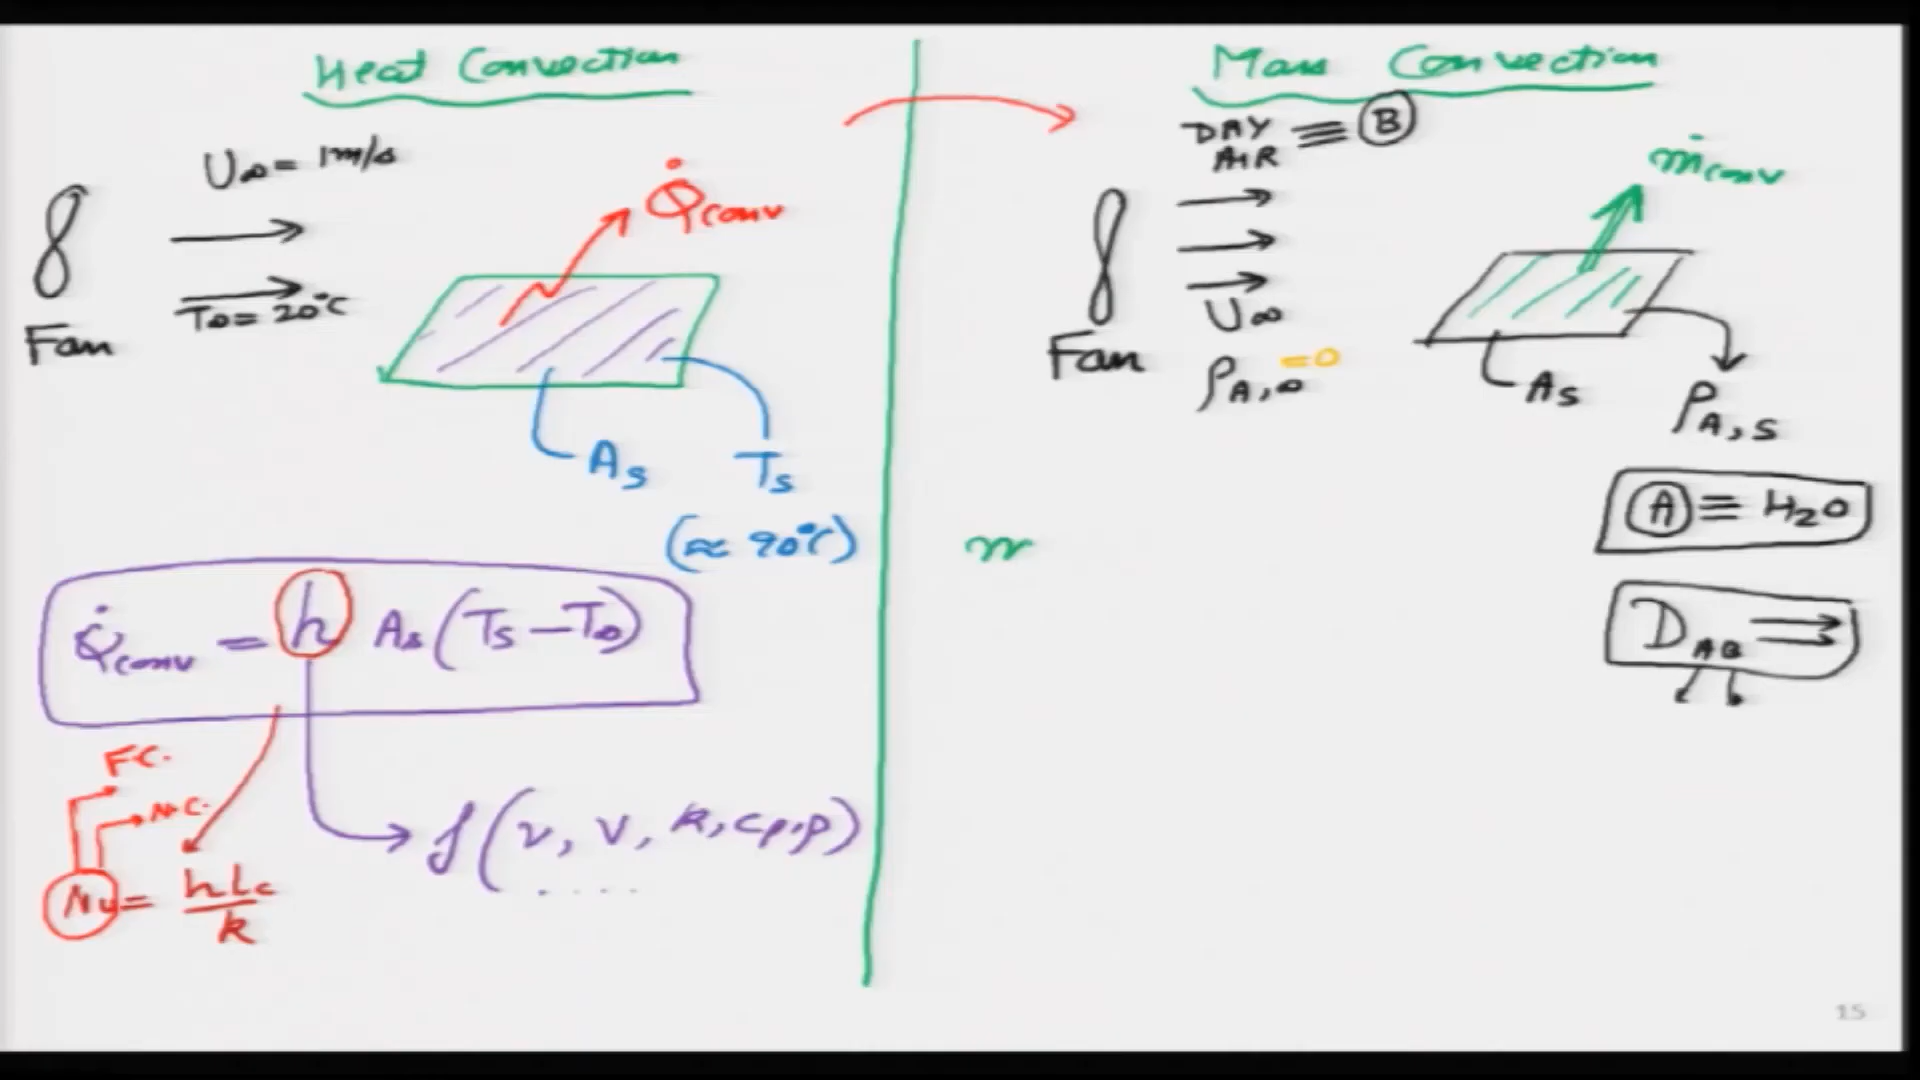 Heat Convection
U∞ = 1m/s
Q̇conv
Fan
T∞ = 20°C
As
Ts
(≈ 90°C)
Q̇conv = h As (Ts – T∞)
F.C.
N.C.
Nu = hLc/k
f(ν, V, k, cp, ρ)
....
Mass Convection
DRY AIR ≡ B
ṁconv
Fan
U∞
ρA,∞ = 0
As
ρA,s
A ≡ H2O
m
DAB
15